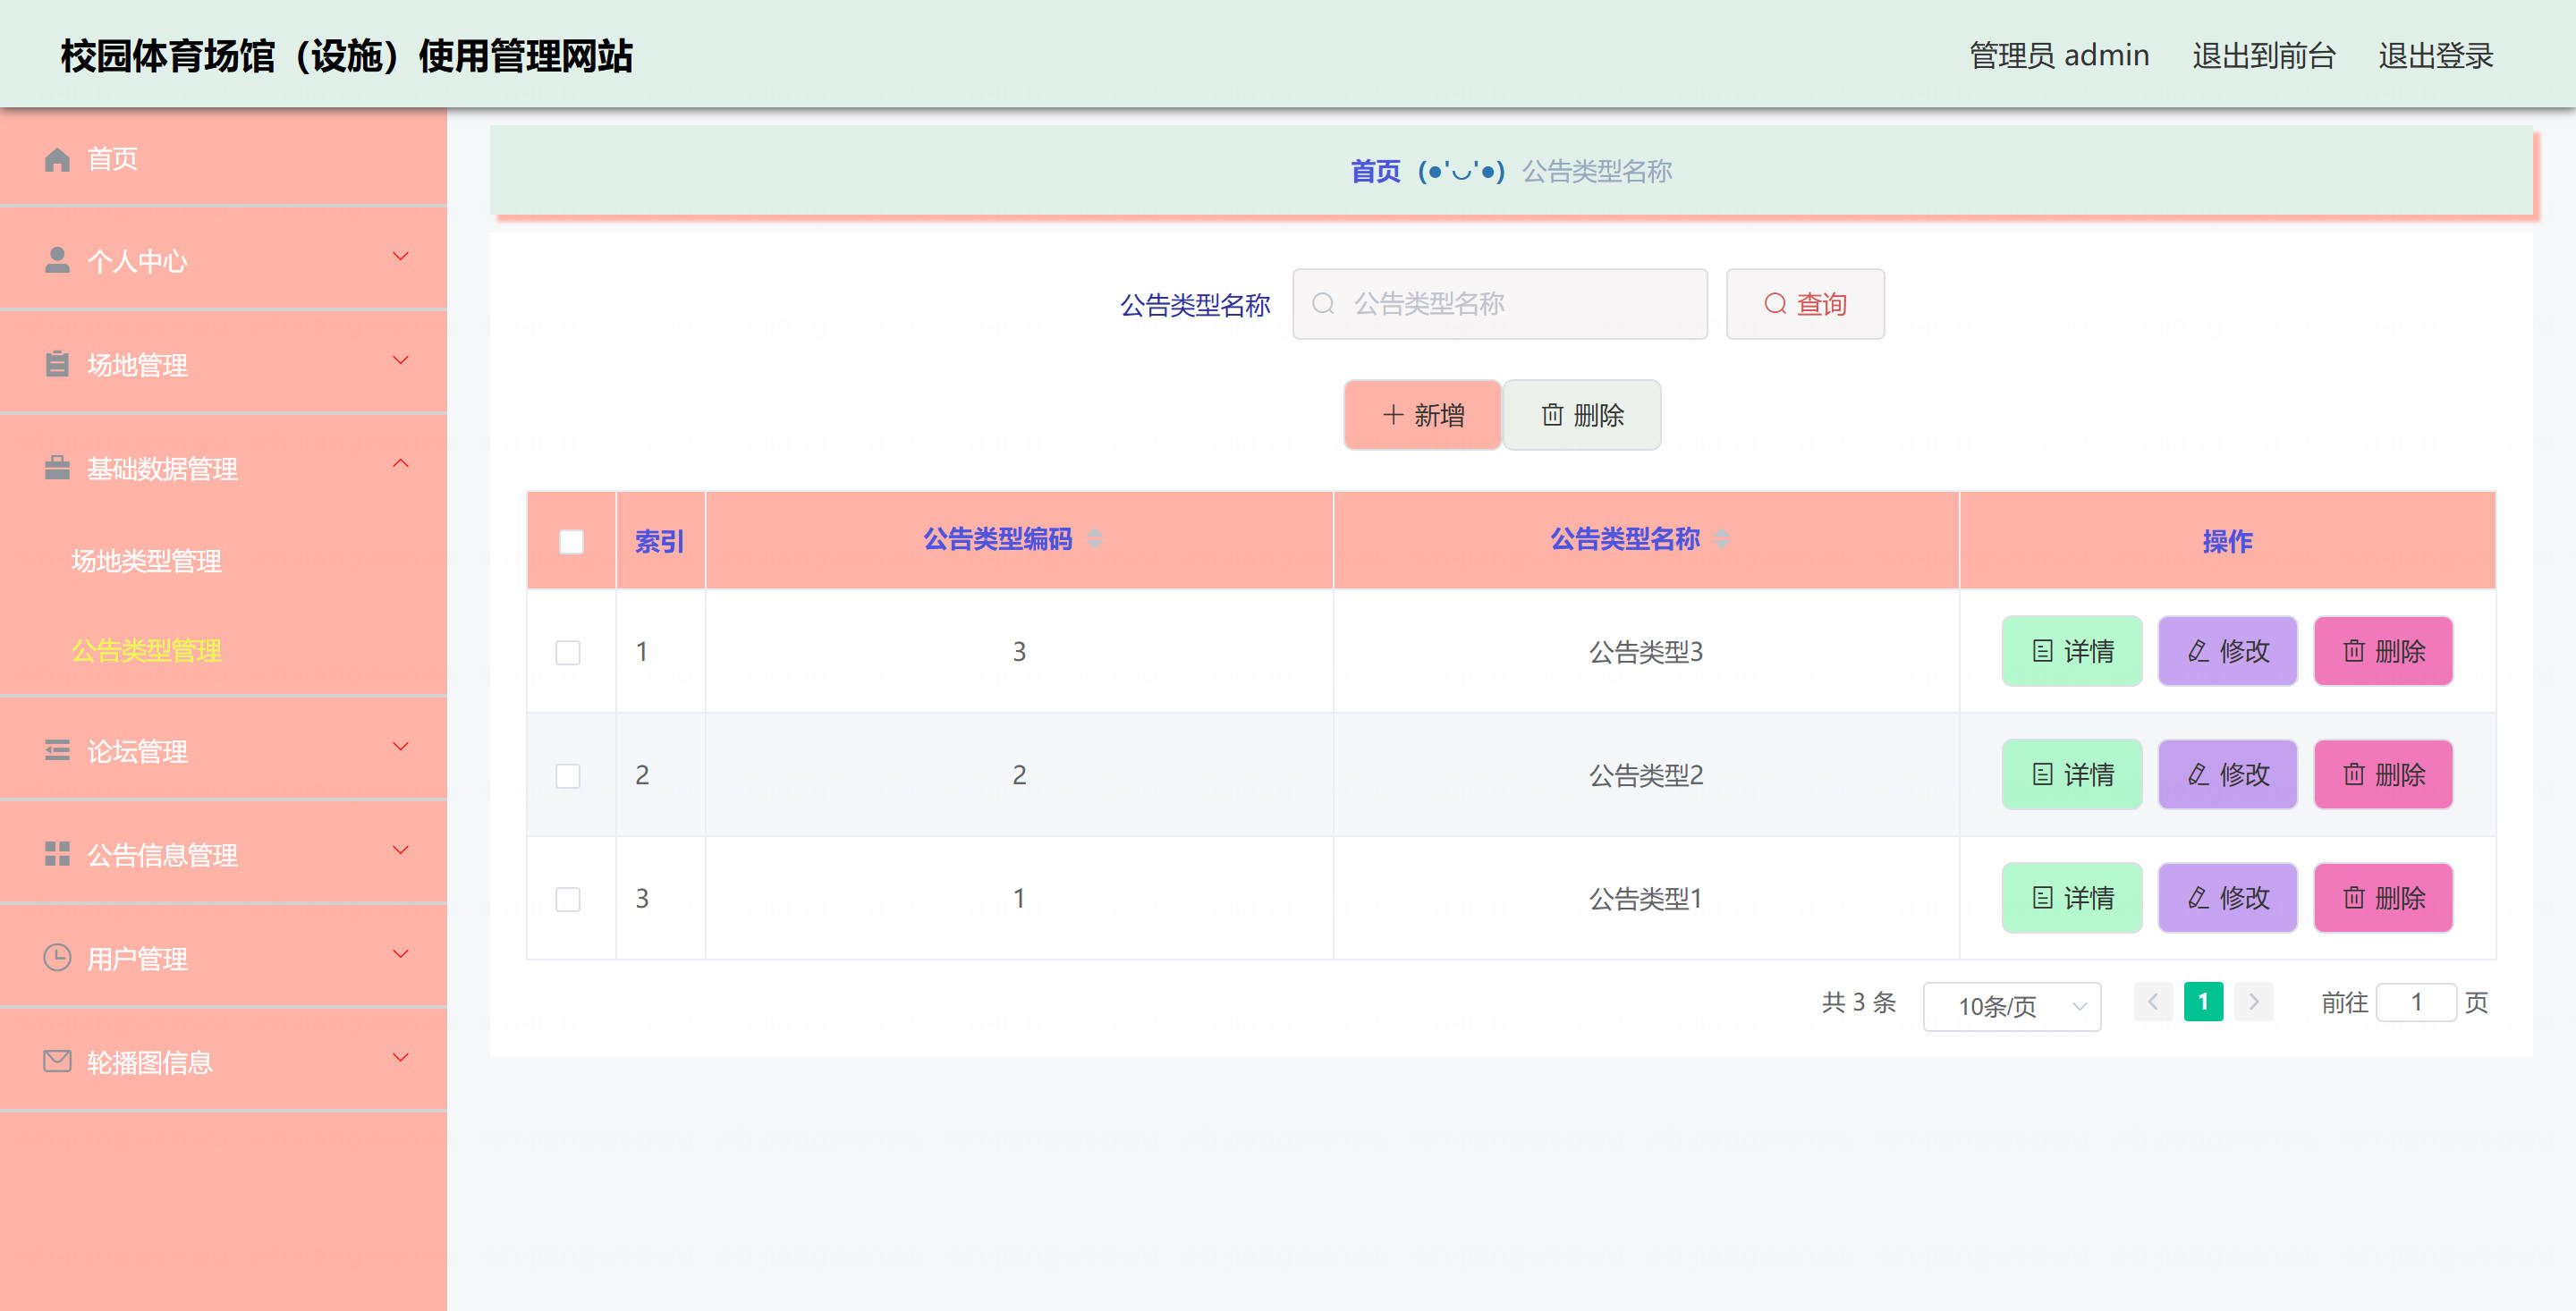 校园体育场馆（设施）使用管理网站
管理员 admin 退出到前台 退出登录
首页
个人中心
场地管理
基础数据管理
场地类型管理
公告类型管理
论坛管理
公告信息管理
用户管理
轮播图信息
首页 (●'◡'●) 公告类型名称
公告类型名称 公告类型名称 查询
新增 删除
索引 公告类型编码 公告类型名称 操作
1 3 公告类型3 详情 修改 删除
2 2 公告类型2 详情 修改 删除
3 1 公告类型1 详情 修改 删除
共 3 条 10条/页 1 前往 1 页